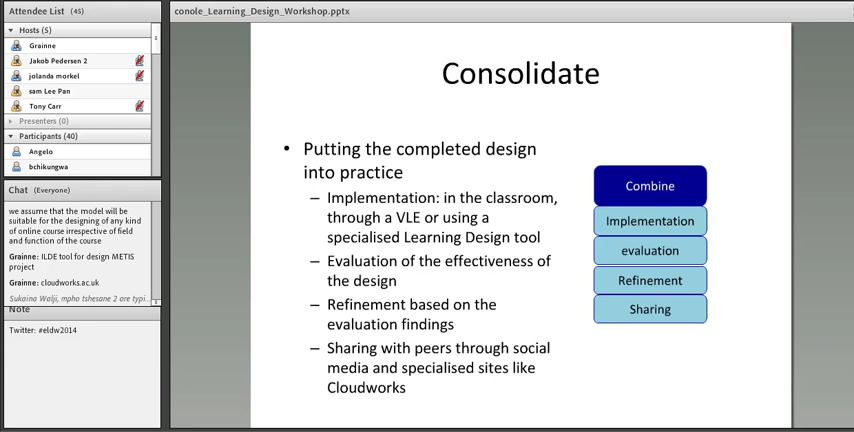 Attendee List (45)
Hosts (5)
Grainne
Jakob Pedersen 2
jolanda morkel
sam Lee Pan
Tony Carr
Presenters (0)
Participants (40)
Angelo
bchikungwa
Chat (Everyone)
we assume that the model will be
suitable for the designing of any kind
of online course irrespective of field
and function of the course
Grainne: ILDE tool for design METIS
project
Grainne: cloudworks.ac.uk
Sukaina Walji, mpho tshesane 2 are typi...
Note
Twitter: #eldw2014
conole_Learning_Design_Workshop.pptx
Consolidate
• Putting the completed design
into practice
– Implementation: in the classroom,
through a VLE or using a
specialised Learning Design tool
– Evaluation of the effectiveness of
the design
– Refinement based on the
evaluation findings
– Sharing with peers through social
media and specialised sites like
Cloudworks
Combine
Implementation
evaluation
Refinement
Sharing